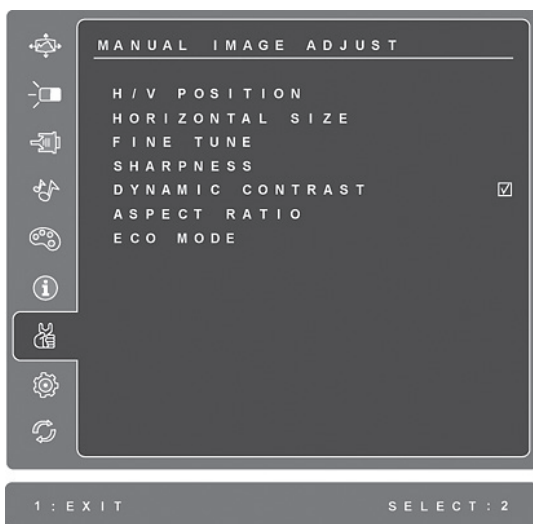 MANUAL IMAGE ADJUST
H/V POSITION
HORIZONTAL SIZE
FINE TUNE
SHARPNESS
DYNAMIC CONTRAST ☑
ASPECT RATIO
ECO MODE
1:EXIT SELECT:2